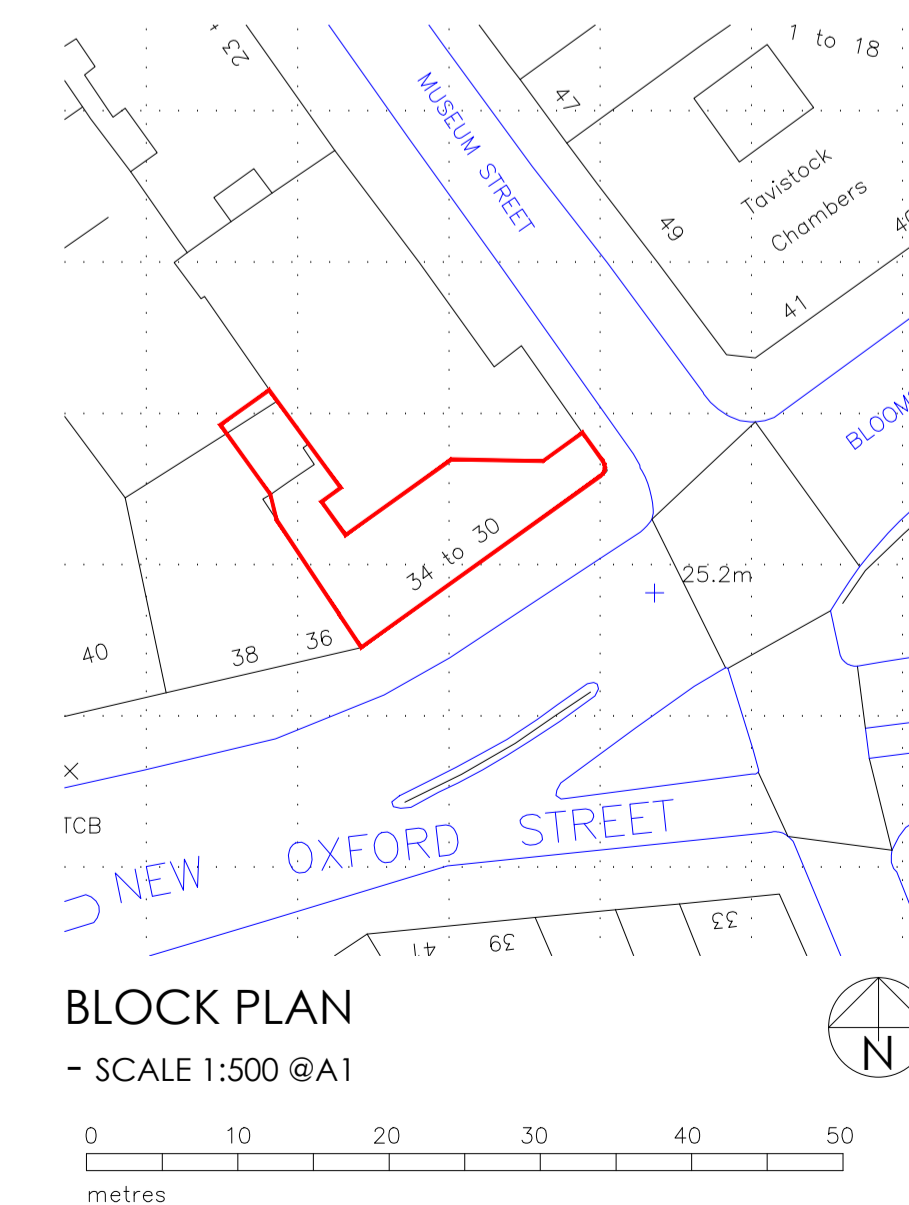 23
47
1 to 18
MUSEUM STREET
Tavistock
Chambers
49
41
34 to 30
25.2m
40
38
36
TCB
NEW OXFORD STREET
41
39
33
BLOCK PLAN
- SCALE 1:500 @A1
N
0 10 20 30 40 50
metres